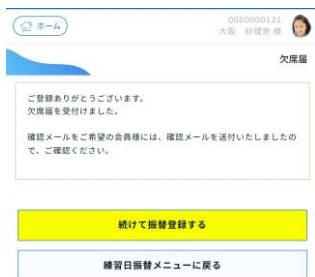 ホーム
0050000121
大阪 紗理奈 様
欠席届
ご登録ありがとうございます。
欠席届を受付けました。
確認メールをご希望の会員様には、確認メールを送付いたしましたの
で、ご確認ください。
続けて振替登録する
練習日振替メニューに戻る